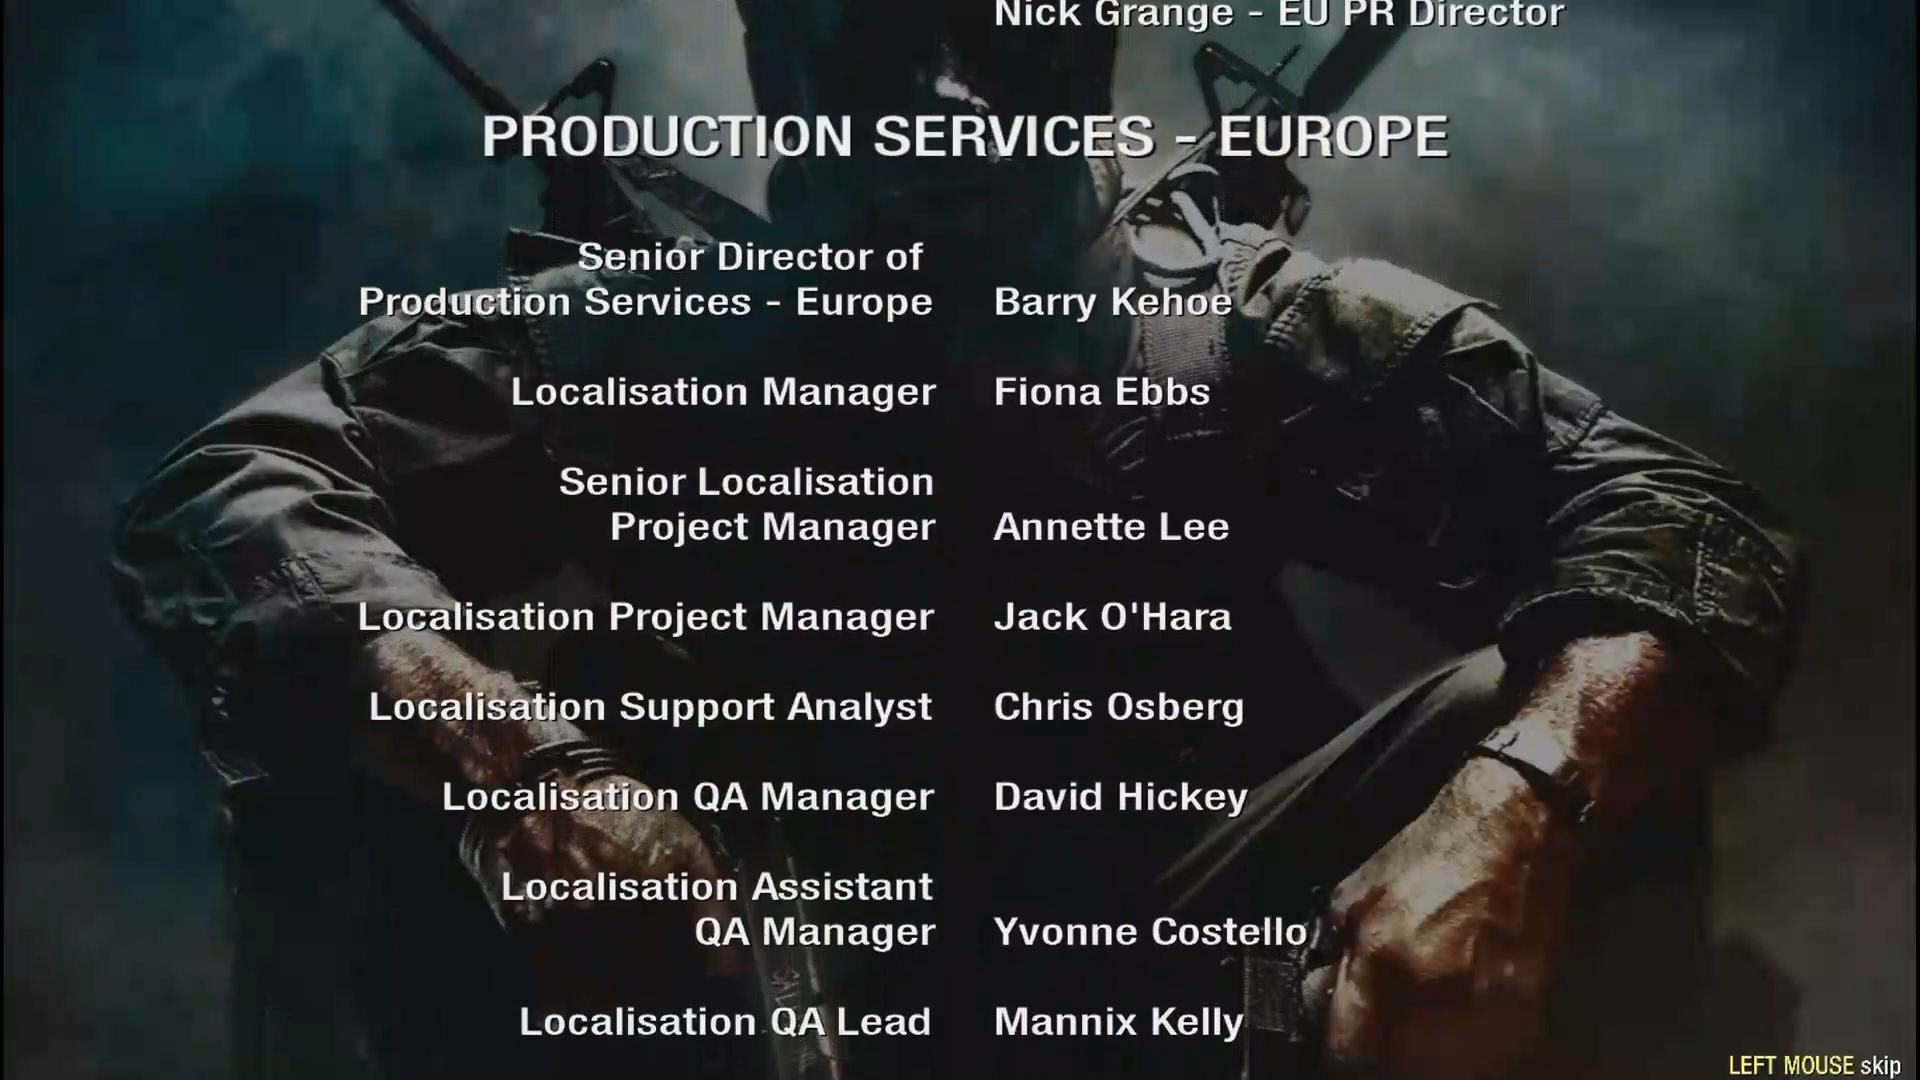 Nick Grange - EU PR Director
PRODUCTION SERVICES - EUROPE
Senior Director of
Production Services - Europe Barry Kehoe
Localisation Manager Fiona Ebbs
Senior Localisation
Project Manager Annette Lee
Localisation Project Manager Jack O'Hara
Localisation Support Analyst Chris Osberg
Localisation QA Manager David Hickey
Localisation Assistant
QA Manager Yvonne Costello
Localisation QA Lead Mannix Kelly
LEFT MOUSE skip